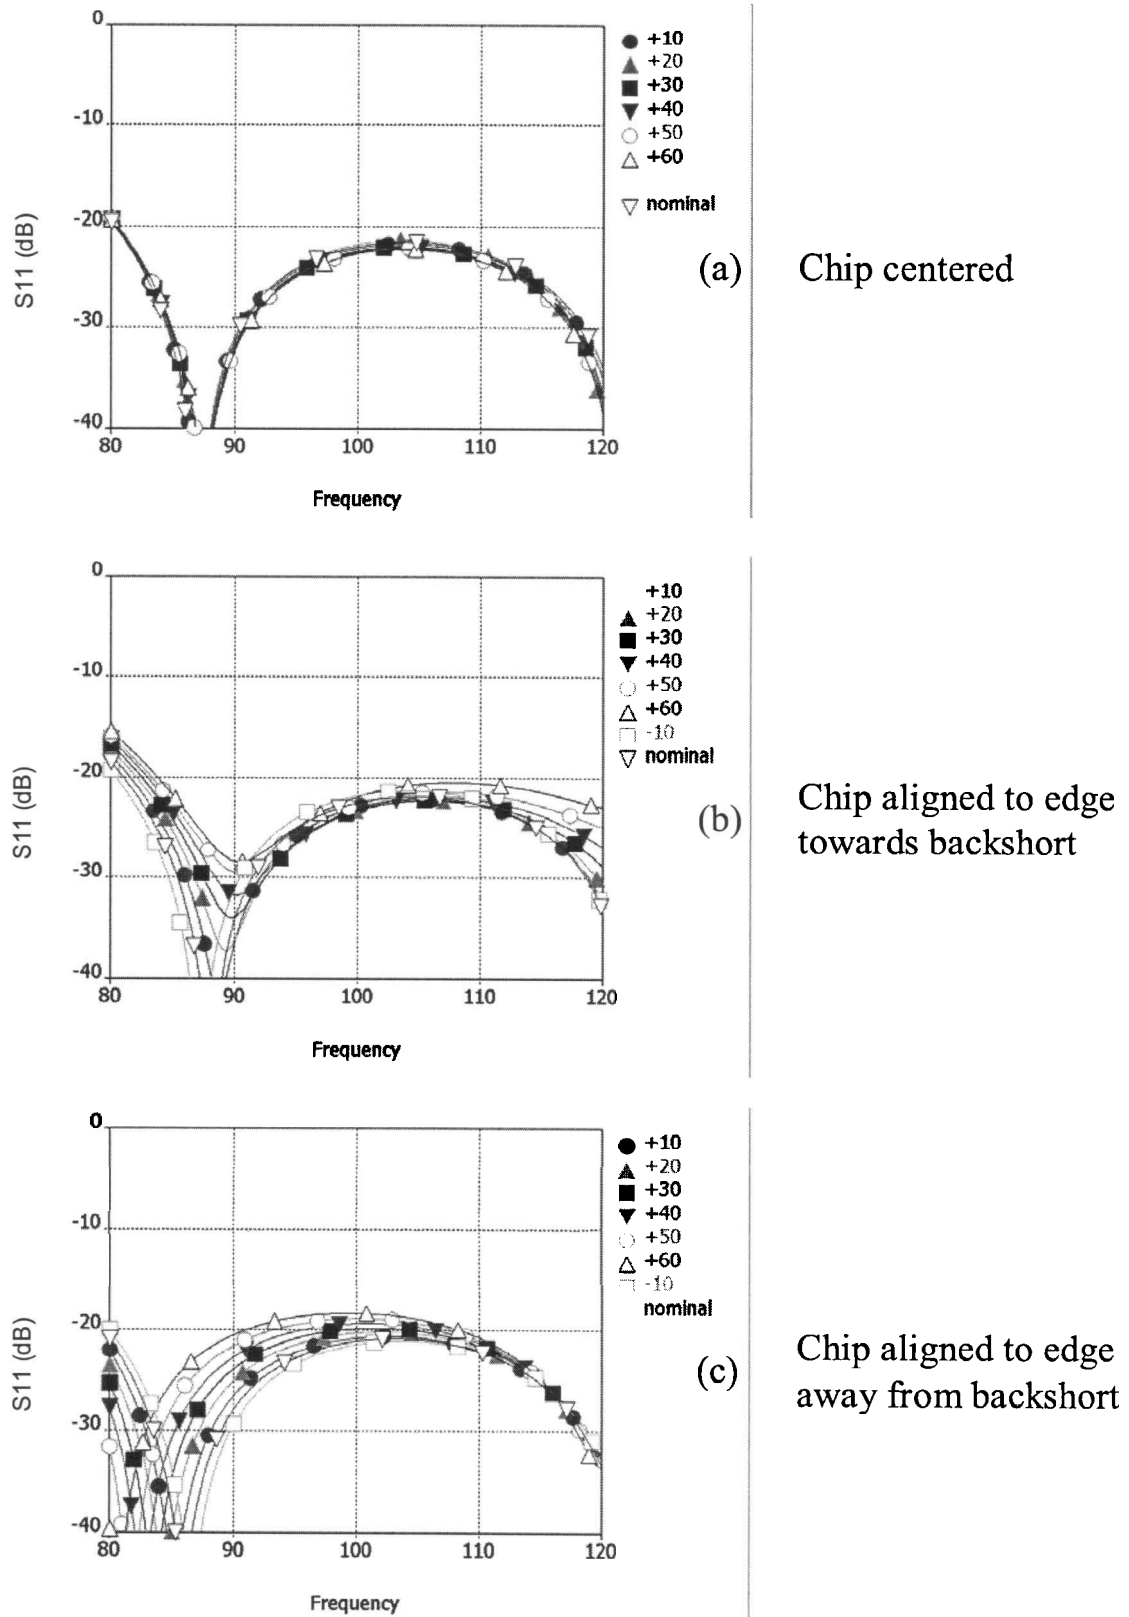 0
-10
-20
-30
-40
80
90
100
110
120
S11 (dB)
Frequency
+10
+20
+30
+40
+50
+60
nominal
(a)
Chip centered
0
-10
-20
-30
-40
80
90
100
110
120
S11 (dB)
Frequency
+10
+20
+30
+40
+50
+60
-10
nominal
(b)
Chip aligned to edge
towards backshort
0
-10
-20
-30
-40
80
90
100
110
120
S11 (dB)
Frequency
+10
+20
+30
+40
+50
+60
-10
nominal
(c)
Chip aligned to edge
away from backshort